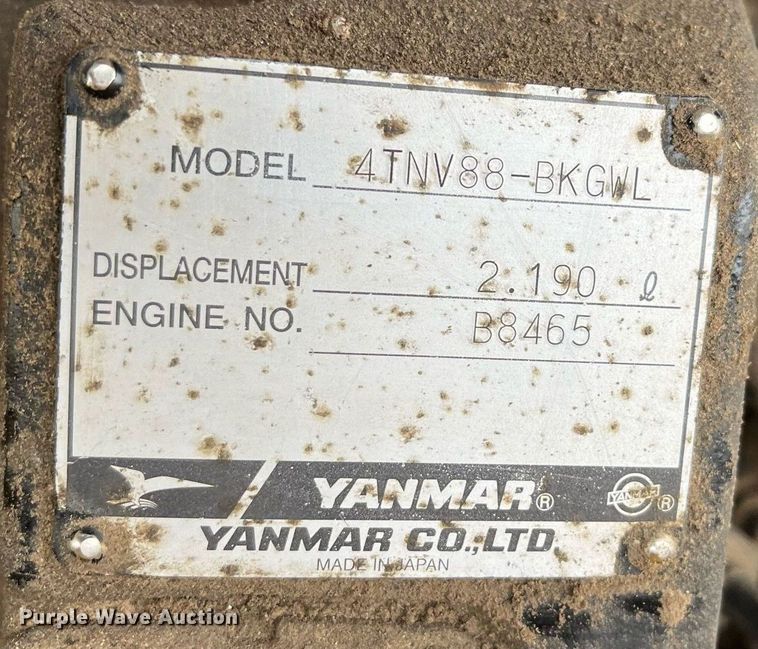 MODEL 4TNV88-BKGWL
DISPLACEMENT 2.190 ℓ
ENGINE NO. B8465
YANMAR® YANMAR ®
YANMAR CO.,LTD.
MADE IN JAPAN
Purple Wave Auction